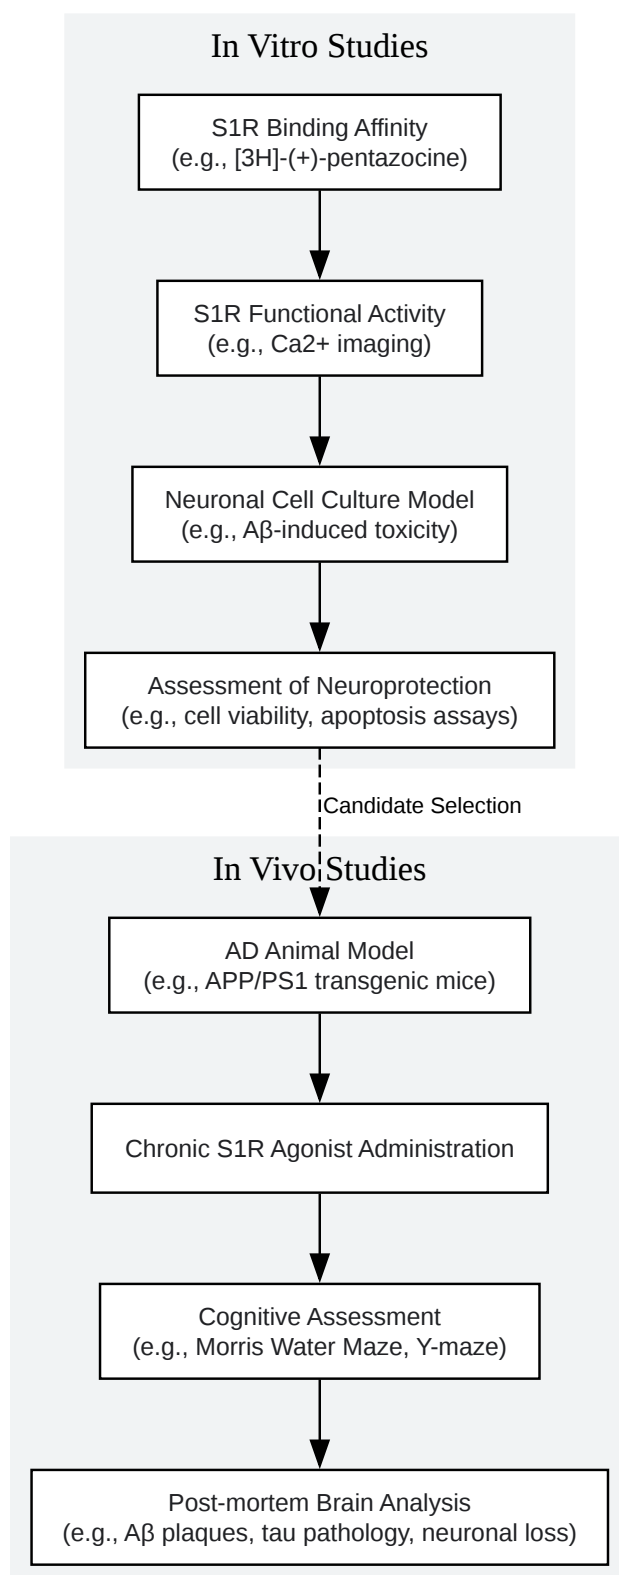 In Vitro Studies
S1R Binding Affinity
(e.g., [3H]-(+)-pentazocine)
S1R Functional Activity
(e.g., Ca2+ imaging)
Neuronal Cell Culture Model
(e.g., Aβ-induced toxicity)
Assessment of Neuroprotection
(e.g., cell viability, apoptosis assays)
Candidate Selection
In Vivo Studies
AD Animal Model
(e.g., APP/PS1 transgenic mice)
Chronic S1R Agonist Administration
Cognitive Assessment
(e.g., Morris Water Maze, Y-maze)
Post-mortem Brain Analysis
(e.g., Aβ plaques, tau pathology, neuronal loss)